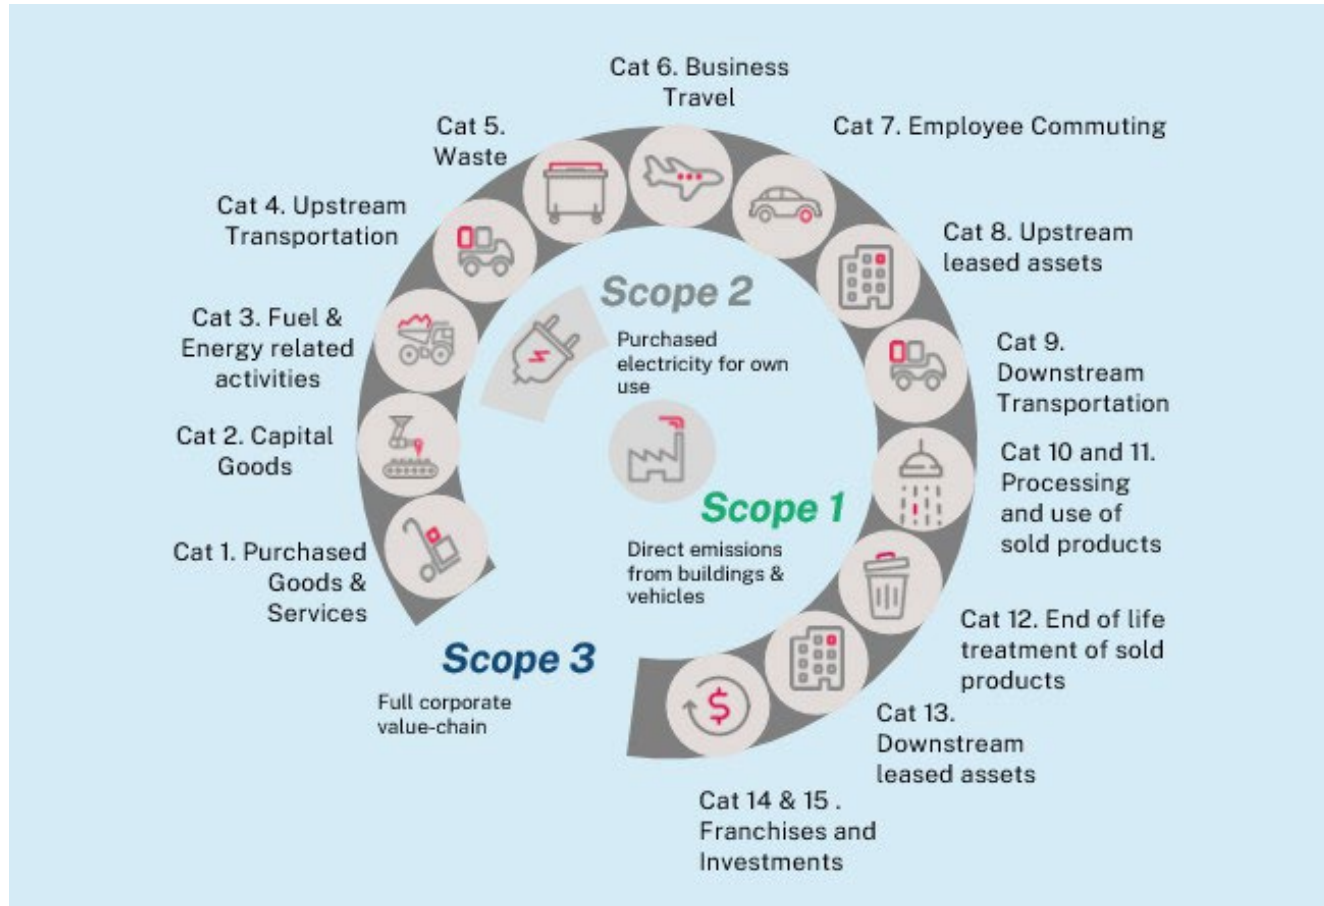 Cat 6. Business
Travel
Cat 5.
Waste
Cat 7. Employee Commuting
Cat 4. Upstream
Transportation
Cat 8. Upstream
leased assets
Scope 2
Purchased
electricity for own
use
Cat 3. Fuel &
Energy related
activities
Cat 9.
Downstream
Transportation
Cat 2. Capital
Goods
Cat 10 and 11.
Processing
and use of
sold products
Scope 1
Direct emissions
from buildings &
vehicles
Cat 1. Purchased
Goods &
Services
Cat 12. End of life
treatment of sold
products
Scope 3
Full corporate
value-chain
$
Cat 13.
Downstream
leased assets
Cat 14 & 15 .
Franchises and
Investments